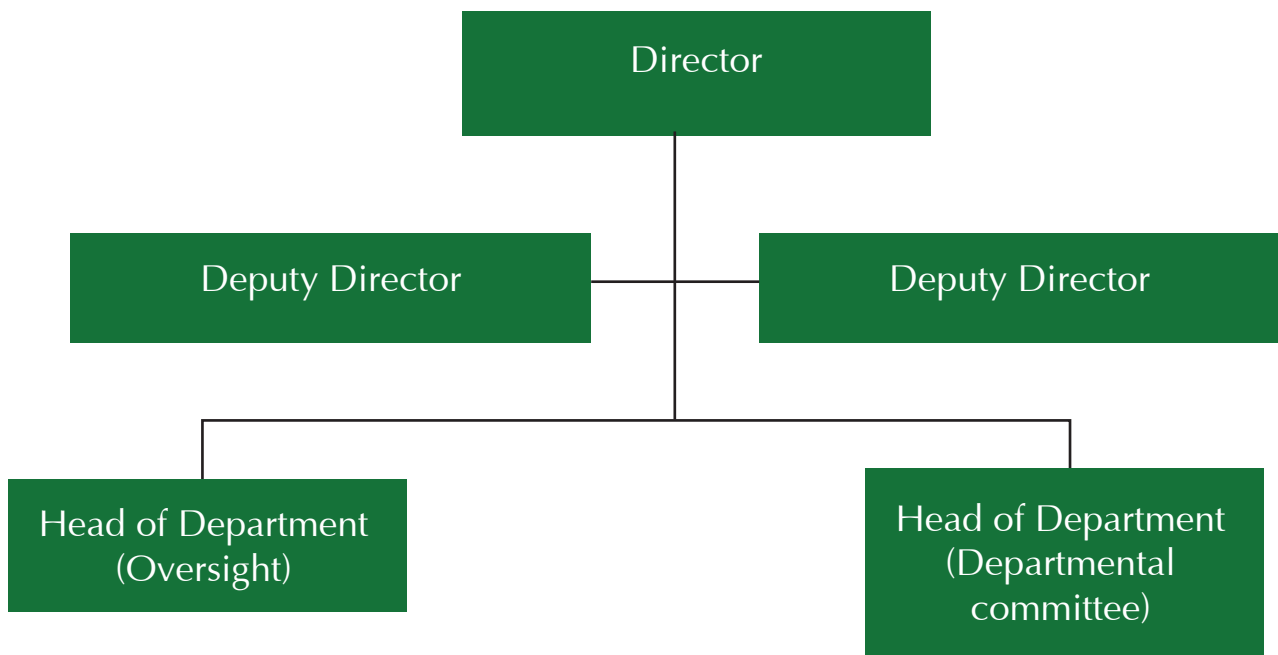 Director
Deputy Director
Deputy Director
Head of Department
(Oversight)
Head of Department
(Departmental
committee)